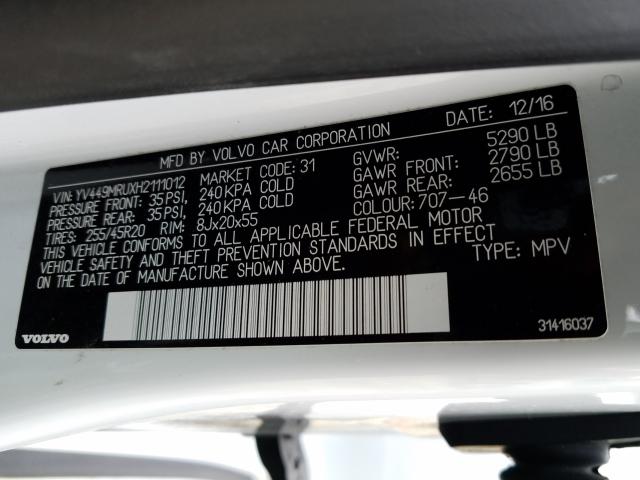 MFD BY VOLVO CAR CORPORATION DATE: 12/16
VIN: YV449MRUXH2111012 MARKET CODE: 31 GVWR: 5290 LB
PRESSURE FRONT: 35 PSI, 240 KPA COLD GAWR FRONT: 2790 LB
PRESSURE REAR: 35 PSI, 240 KPA COLD GAWR REAR: 2655 LB
TIRES: 255/45R20 RIM: 8Jx20x55 COLOUR: 707-46
THIS VEHICLE CONFORMS TO ALL APPLICABLE FEDERAL MOTOR
VEHICLE SAFETY AND THEFT PREVENTION STANDARDS IN EFFECT
ON THE DATE OF MANUFACTURE SHOWN ABOVE. TYPE: MPV
VOLVO 31416037